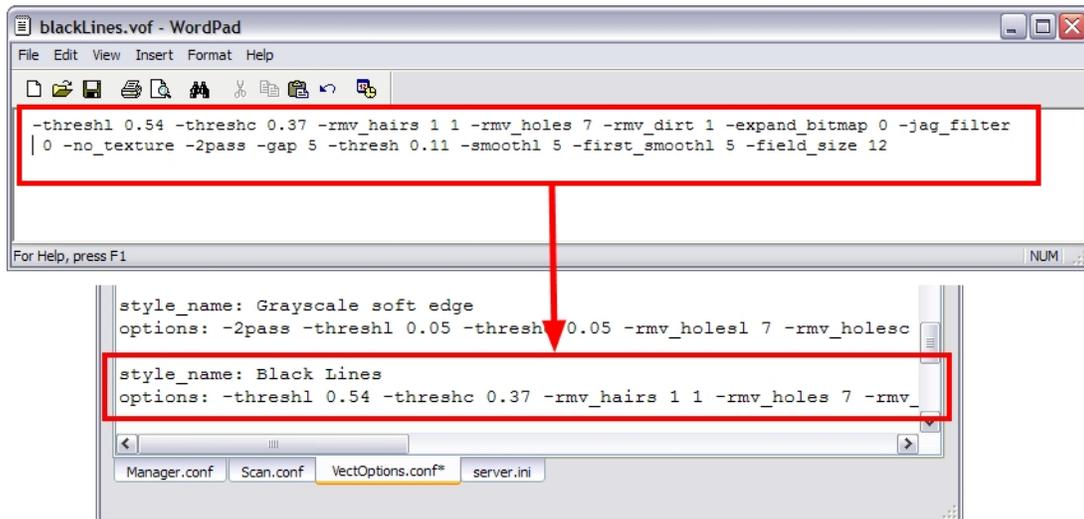 blackLines.vof - WordPad
File Edit View Insert Format Help
-threshl 0.54 -threshc 0.37 -rmv_hairs 1 1 -rmv_holes 7 -rmv_dirt 1 -expand_bitmap 0 -jag_filter
0 -no_texture -2pass -gap 5 -thresh 0.11 -smoothl 5 -first_smoothl 5 -field_size 12
For Help, press F1 NUM
style_name: Grayscale soft edge
options: -2pass -threshl 0.05 0.05 -rmv_holesl 7 -rmv_holesc
style_name: Black Lines
options: -threshl 0.54 -threshc 0.37 -rmv_hairs 1 1 -rmv_holes 7 -rmv_
Manager.conf Scan.conf VectOptions.conf* server.ini